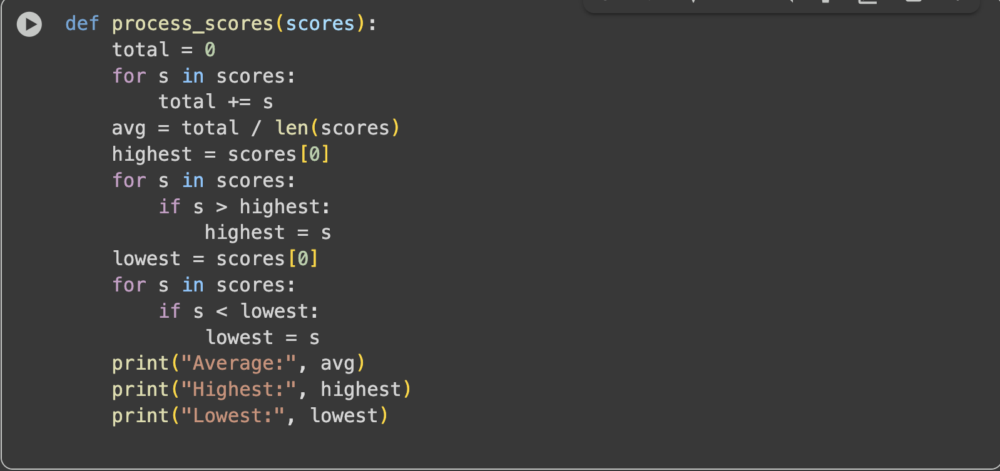 def process_scores(scores):
    total = 0
    for s in scores:
        total += s
    avg = total / len(scores)
    highest = scores[0]
    for s in scores:
        if s > highest:
            highest = s
    lowest = scores[0]
    for s in scores:
        if s < lowest:
            lowest = s
    print("Average:", avg)
    print("Highest:", highest)
    print("Lowest:", lowest)